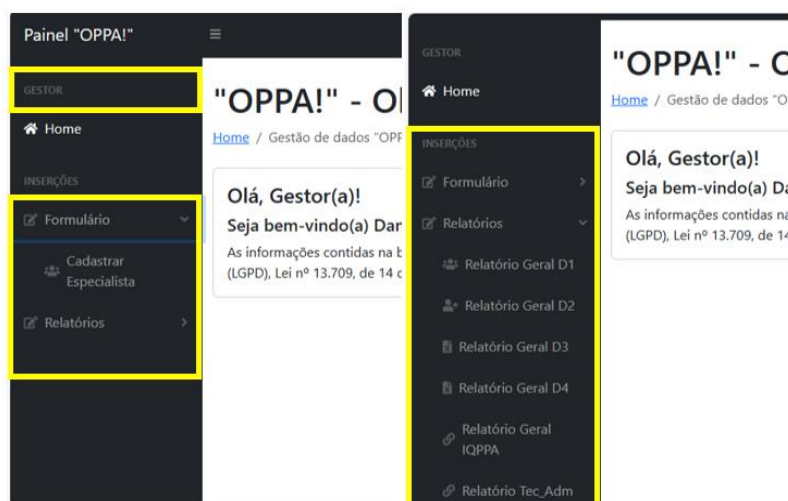 Painel "OPPA!"
GESTOR
Home
INSERÇÕES
Formulário
Cadastrar
Especialista
Relatórios
"OPPA!" - O
Home / Gestão de dados "OPP
Olá, Gestor(a)!
Seja bem-vindo(a) Dan
As informações contidas na b
(LGPD), Lei nº 13.709, de 14 d
GESTOR
Home
INSERÇÕES
Formulário
Relatórios
Relatório Geral D1
Relatório Geral D2
Relatório Geral D3
Relatório Geral D4
Relatório Geral
IQPPA
Relatório Tec_Adm
"OPPA!" - O
Home / Gestão de dados "O
Olá, Gestor(a)!
Seja bem-vindo(a) Da
As informações contidas na
(LGPD), Lei nº 13.709, de 14